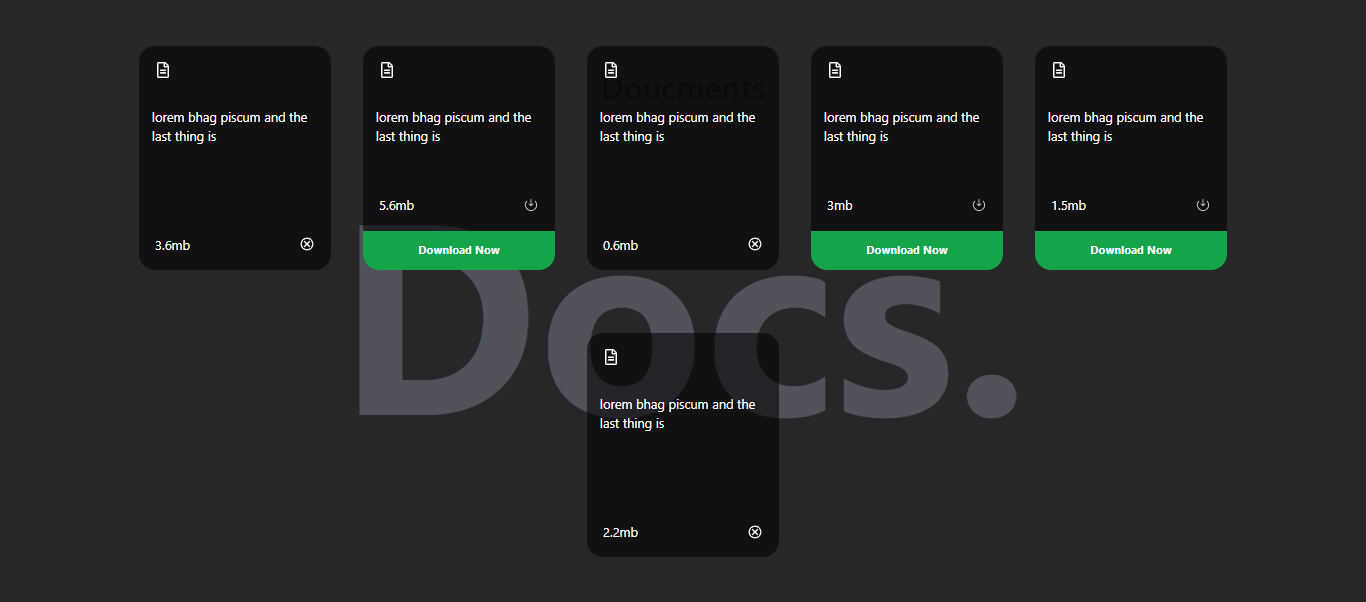 Doucments
lorem bhag piscum and the
last thing is
3.6mb
lorem bhag piscum and the
last thing is
5.6mb
Download Now
lorem bhag piscum and the
last thing is
0.6mb
lorem bhag piscum and the
last thing is
3mb
Download Now
lorem bhag piscum and the
last thing is
1.5mb
Download Now
Docs.
lorem bhag piscum and the
last thing is
2.2mb